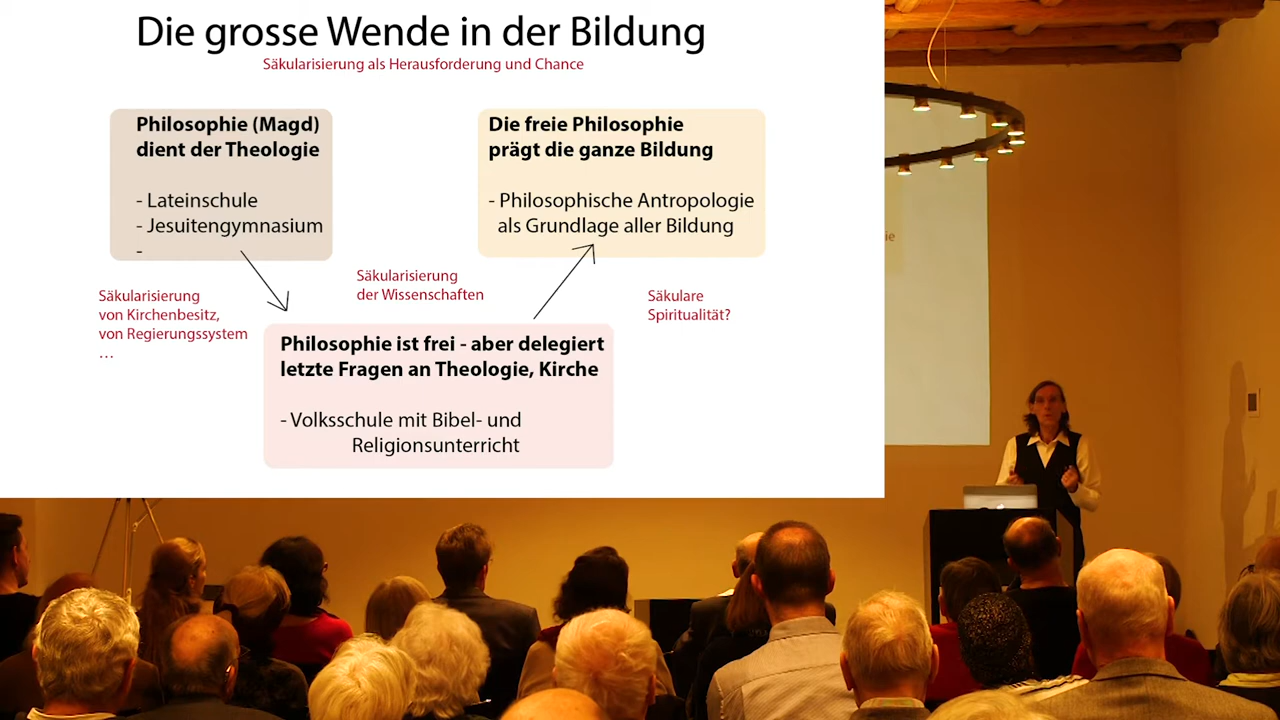 Die grosse Wende in der Bildung
Säkularisierung als Herausforderung und Chance
Philosophie (Magd)
dient der Theologie
- Lateinschule
- Jesuitengymnasium
-
Die freie Philosophie
prägt die ganze Bildung
- Philosophische Antropologie
als Grundlage aller Bildung
Säkularisierung
von Kirchenbesitz,
von Regierungssystem
...
Säkularisierung
der Wissenschaften
Säkulare
Spiritualität?
Philosophie ist frei - aber delegiert
letzte Fragen an Theologie, Kirche
- Volksschule mit Bibel- und
Religionsunterricht